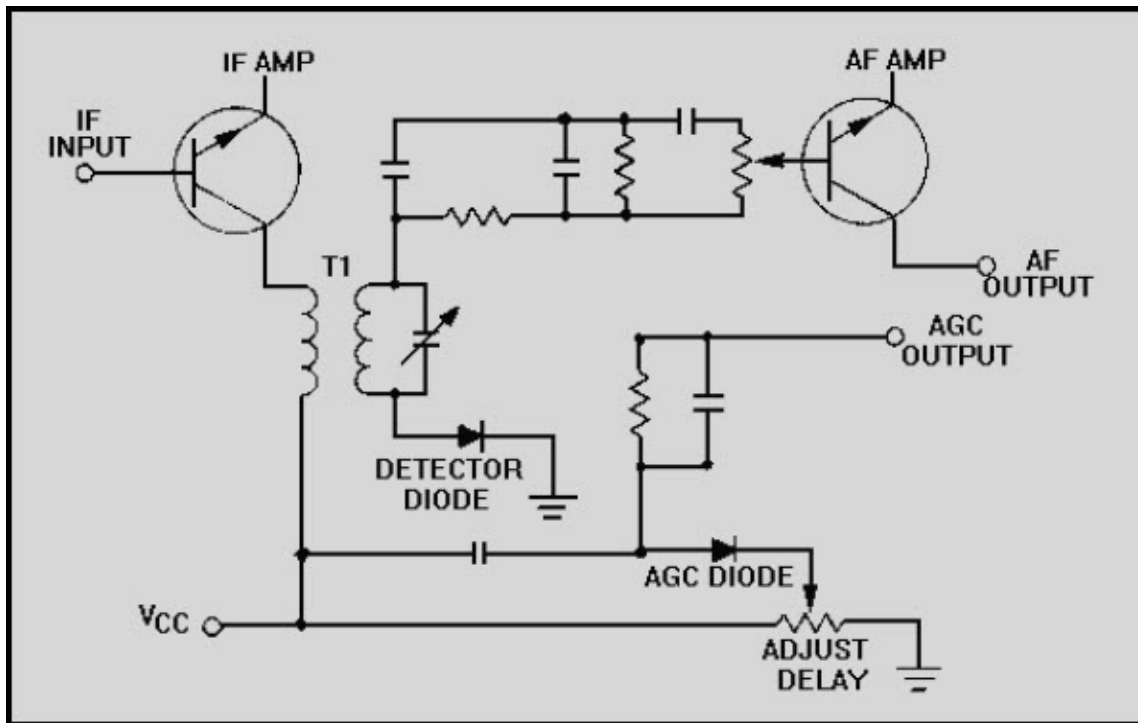 IF AMP
AF AMP
IF
INPUT
T1
AF
OUTPUT
AGC
OUTPUT
DETECTOR
DIODE
AGC DIODE
VCC
ADJUST
DELAY